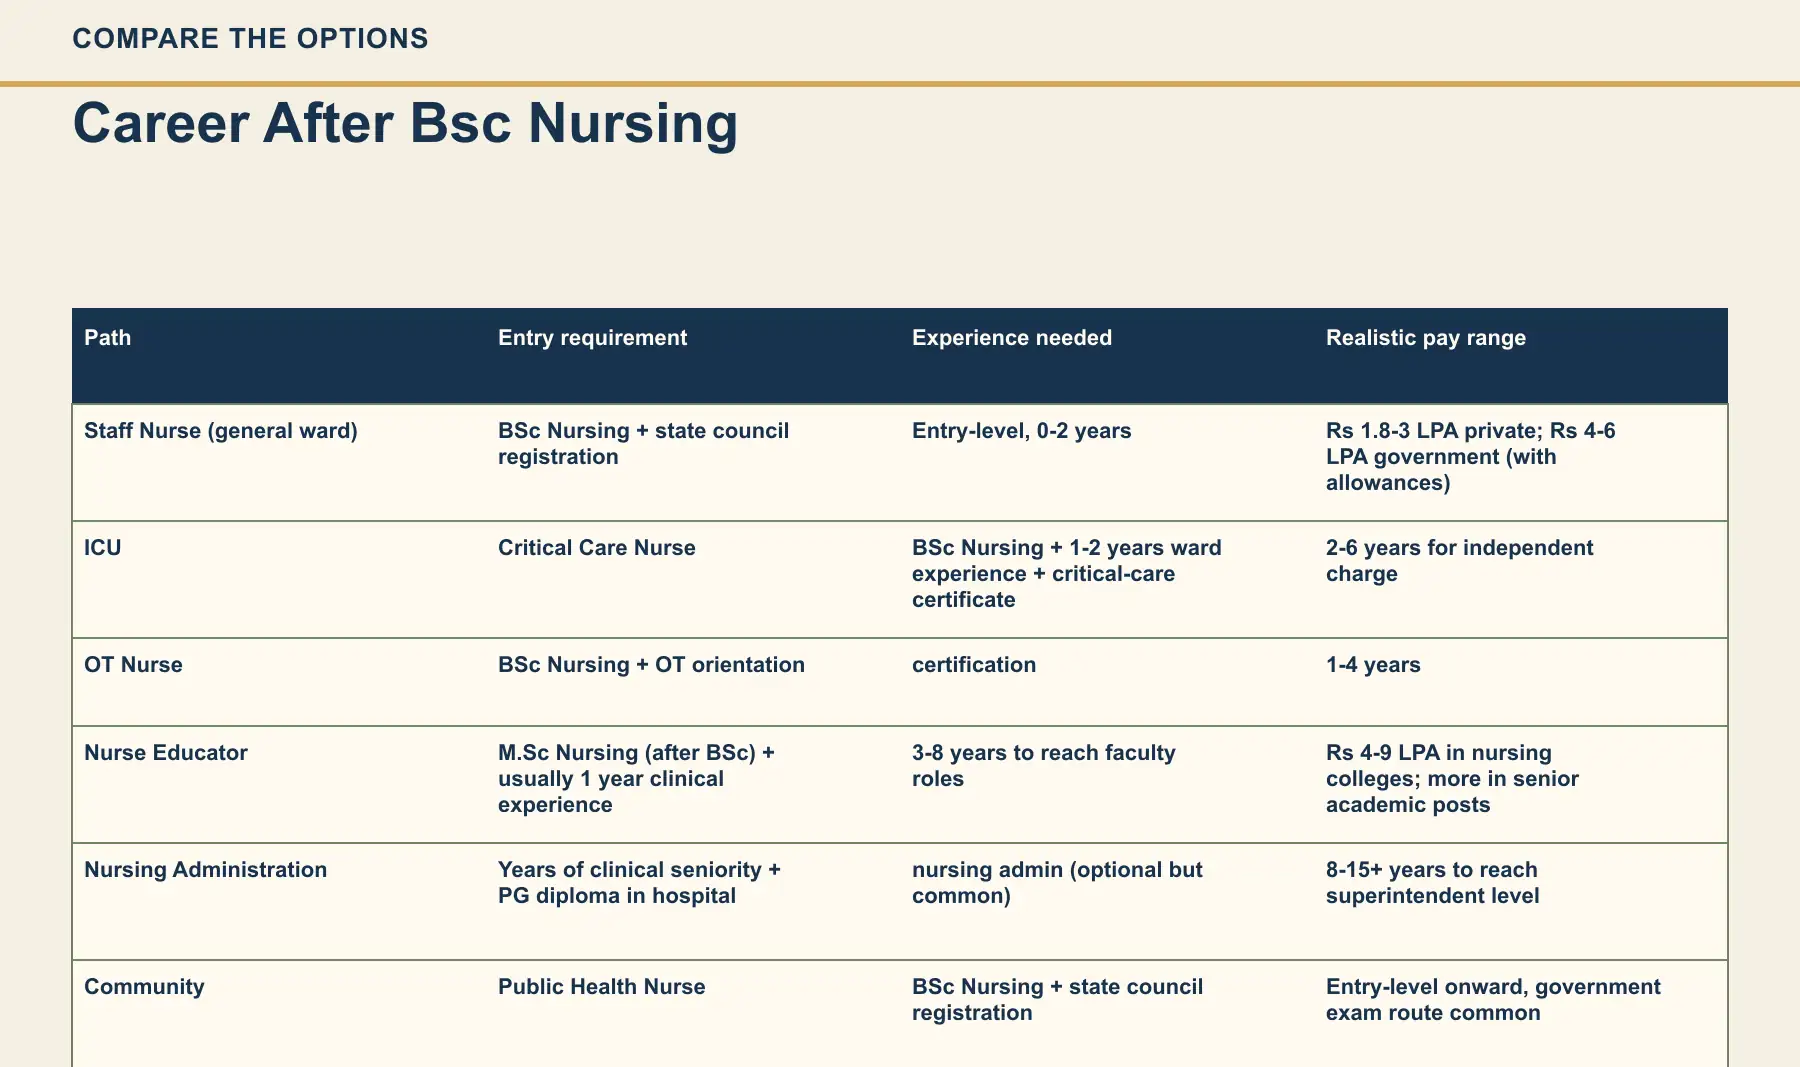 COMPARE THE OPTIONS
Career After Bsc Nursing
Path
Entry requirement
Experience needed
Realistic pay range
Staff Nurse (general ward)
BSc Nursing + state council
registration
Entry-level, 0-2 years
Rs 1.8-3 LPA private; Rs 4-6
LPA government (with
allowances)
ICU
Critical Care Nurse
BSc Nursing + 1-2 years ward
experience + critical-care
certificate
2-6 years for independent
charge
OT Nurse
BSc Nursing + OT orientation
certification
1-4 years
Nurse Educator
M.Sc Nursing (after BSc) +
usually 1 year clinical
experience
3-8 years to reach faculty
roles
Rs 4-9 LPA in nursing
colleges; more in senior
academic posts
Nursing Administration
Years of clinical seniority +
PG diploma in hospital
nursing admin (optional but
common)
8-15+ years to reach
superintendent level
Community
Public Health Nurse
BSc Nursing + state council
registration
Entry-level onward, government
exam route common